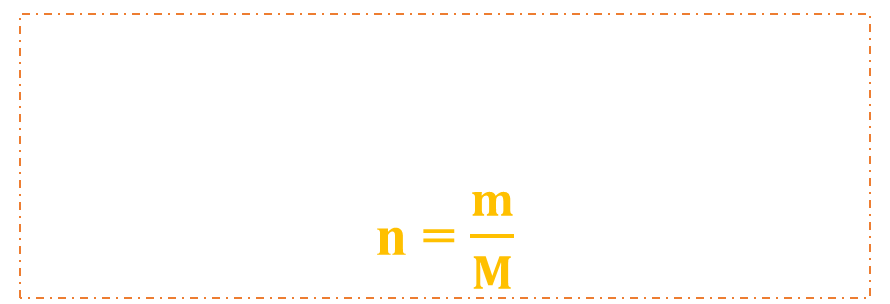 n = m/M